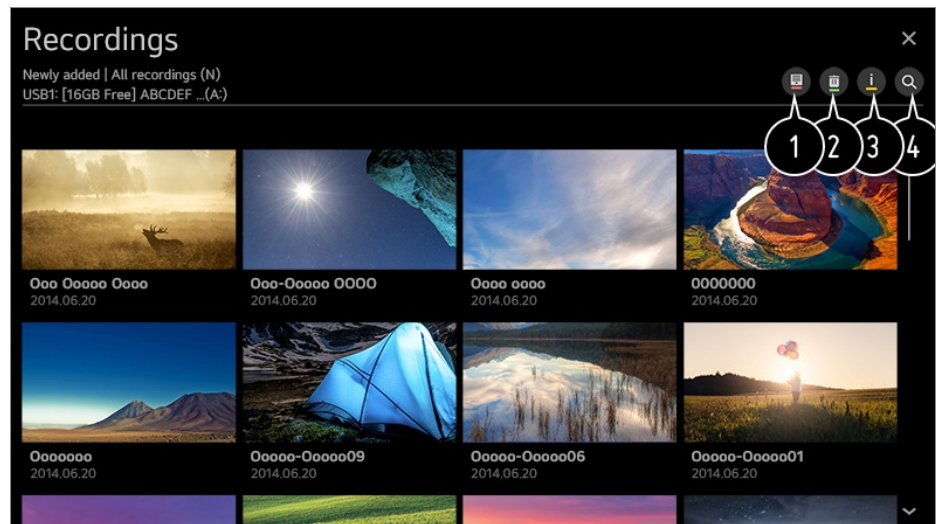 Recordings
Newly added | All recordings (N)
USB1: [16GB Free] ABCDEF ...(A:)
1 2 3 4
Ooo Ooooo Oooo
2014.06.20
Ooo-Ooooo OOOO
2014.06.20
Oooo oooo
2014.06.20
OOOOOOO
2014.06.20
Ooooooo
2014.06.20
Ooooo-Ooooo09
2014.06.20
Ooooo-Ooooo06
2014.06.20
Ooooo-Ooooo01
2014.06.20